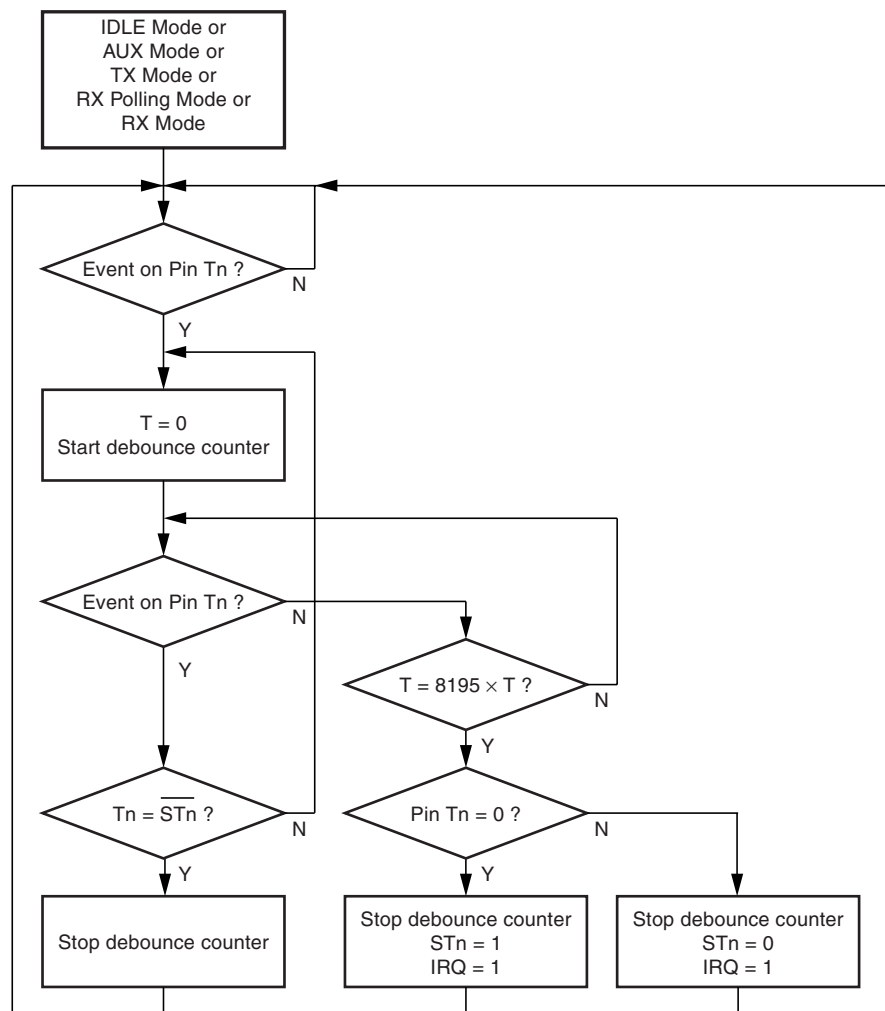 IDLE Mode or
AUX Mode or
TX Mode or
RX Polling Mode or
RX Mode
Event on Pin Tn ?
N
Y
T = 0
Start debounce counter
Event on Pin Tn ?
N
Y
T = 8195 × T ?
N
Y
Tn = S̅T̅n̅ ?
N
Y
Pin Tn = 0 ?
N
Y
Stop debounce counter
Stop debounce counter
STn = 1
IRQ = 1
Stop debounce counter
STn = 0
IRQ = 1